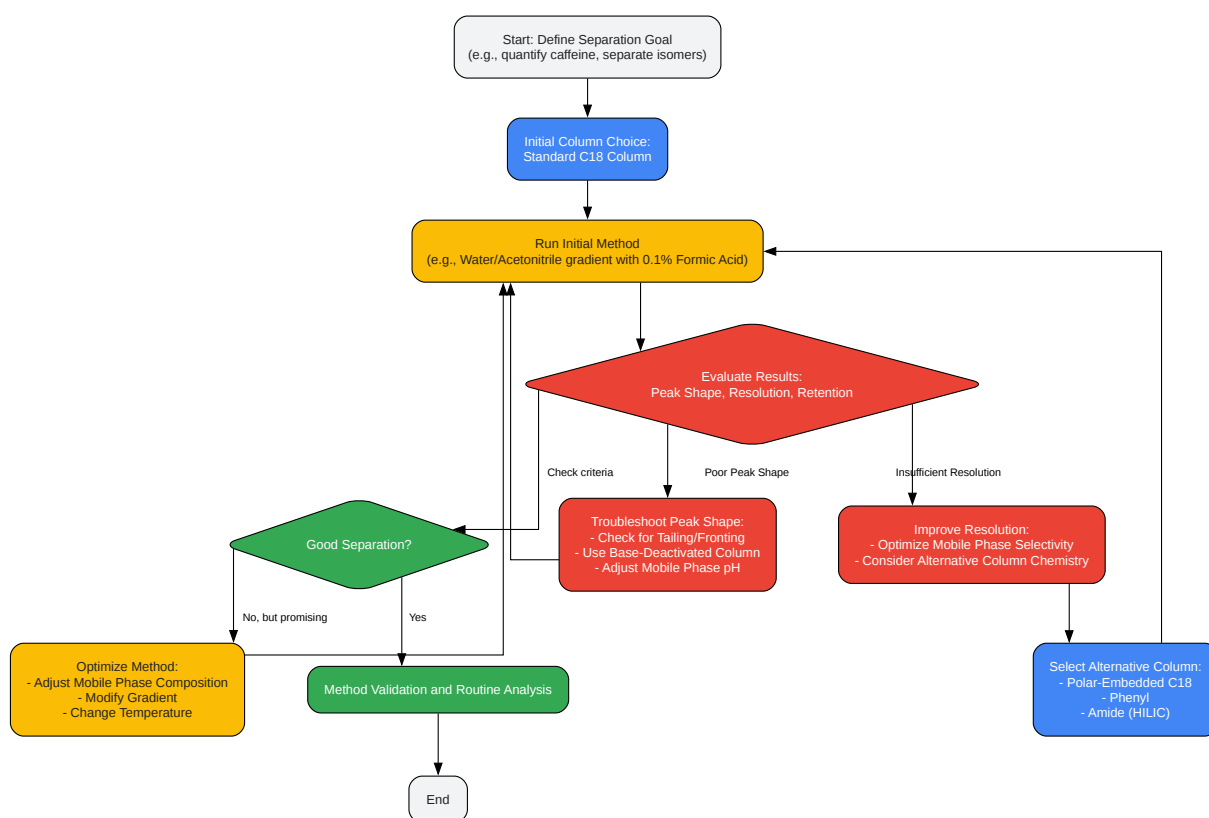 Start: Define Separation Goal
(e.g., quantify caffeine, separate isomers)
Initial Column Choice:
Standard C18 Column
Run Initial Method
(e.g., Water/Acetonitrile gradient with 0.1% Formic Acid)
Evaluate Results:
Peak Shape, Resolution, Retention
Check criteria
Poor Peak Shape
Insufficient Resolution
Good Separation?
Troubleshoot Peak Shape:
- Check for Tailing/Fronting
- Use Base-Deactivated Column
- Adjust Mobile Phase pH
Improve Resolution:
- Optimize Mobile Phase Selectivity
- Consider Alternative Column Chemistry
No, but promising
Yes
Optimize Method:
- Adjust Mobile Phase Composition
- Modify Gradient
- Change Temperature
Method Validation and Routine Analysis
Select Alternative Column:
- Polar-Embedded C18
- Phenyl
- Amide (HILIC)
End